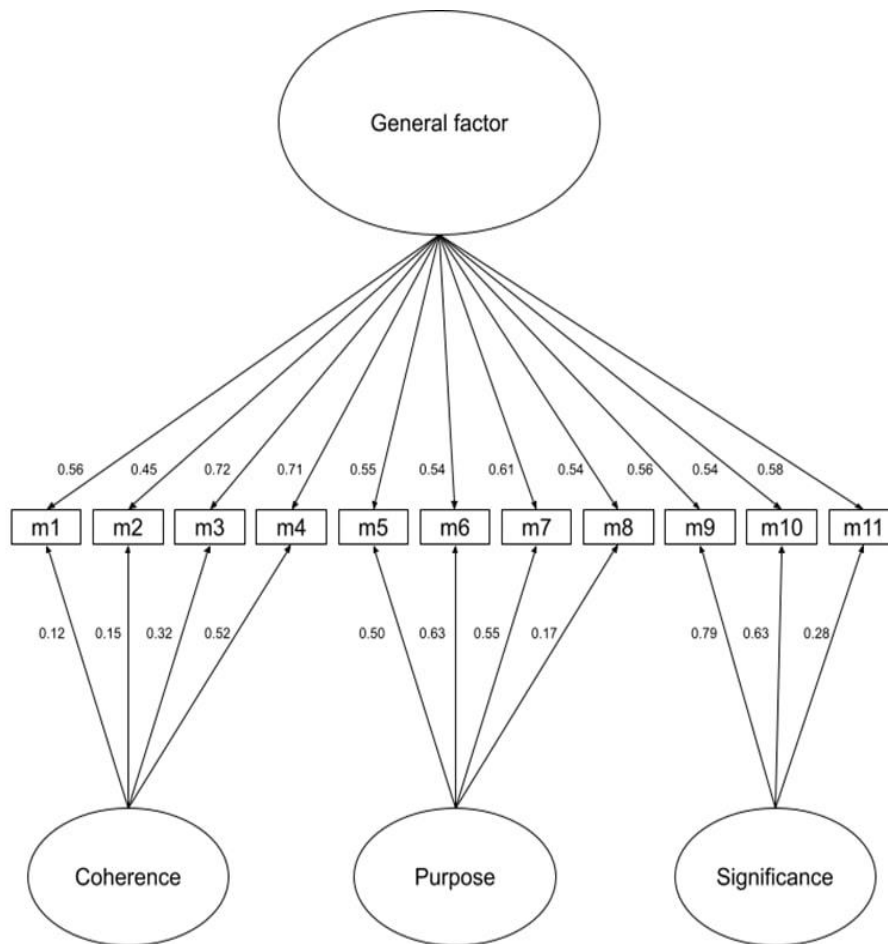 General factor
0.56 0.45 0.72 0.71 0.55 0.54 0.61 0.54 0.56 0.54 0.58
m1 m2 m3 m4 m5 m6 m7 m8 m9 m10 m11
0.12 0.15 0.32 0.52 0.50 0.63 0.55 0.17 0.79 0.63 0.28
Coherence Purpose Significance